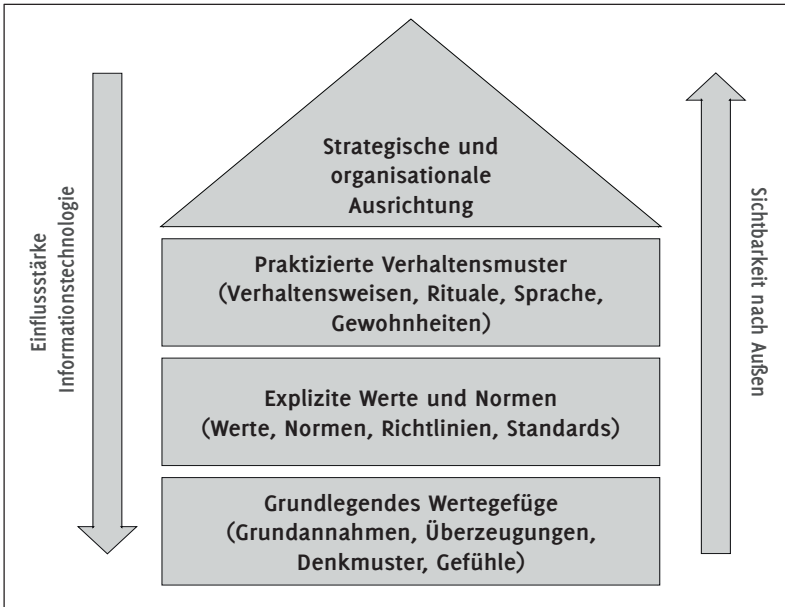 Strategische und
organisationale
Ausrichtung
Praktizierte Verhaltensmuster
(Verhaltensweisen, Rituale, Sprache,
Gewohnheiten)
Explizite Werte und Normen
(Werte, Normen, Richtlinien, Standards)
Grundlegendes Wertegefüge
(Grundannahmen, Überzeugungen,
Denkmuster, Gefühle)
Einflussstärke
Informationstechnologie
Sichtbarkeit nach Außen